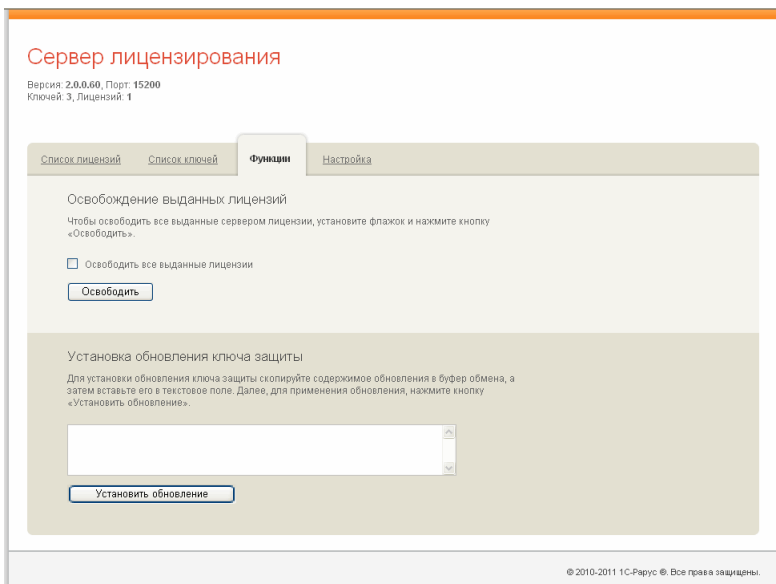 Сервер лицензирования
Версия: 2.0.0.60, Порт: 15200
Ключей: 3, Лицензий: 1
Список лицензий Список ключей Функции Настройка
Освобождение выданных лицензий
Чтобы освободить все выданные сервером лицензии, установите флажок и нажмите кнопку
«Освободить».
Освободить все выданные лицензии
Освободить
Установка обновления ключа защиты
Для установки обновления ключа защиты скопируйте содержимое обновления в буфер обмена, а
затем вставьте его в текстовое поле. Далее, для применения обновления, нажмите кнопку
«Установить обновление».
Установить обновление
© 2010-2011 1С-Рарус ®. Все права защищены.